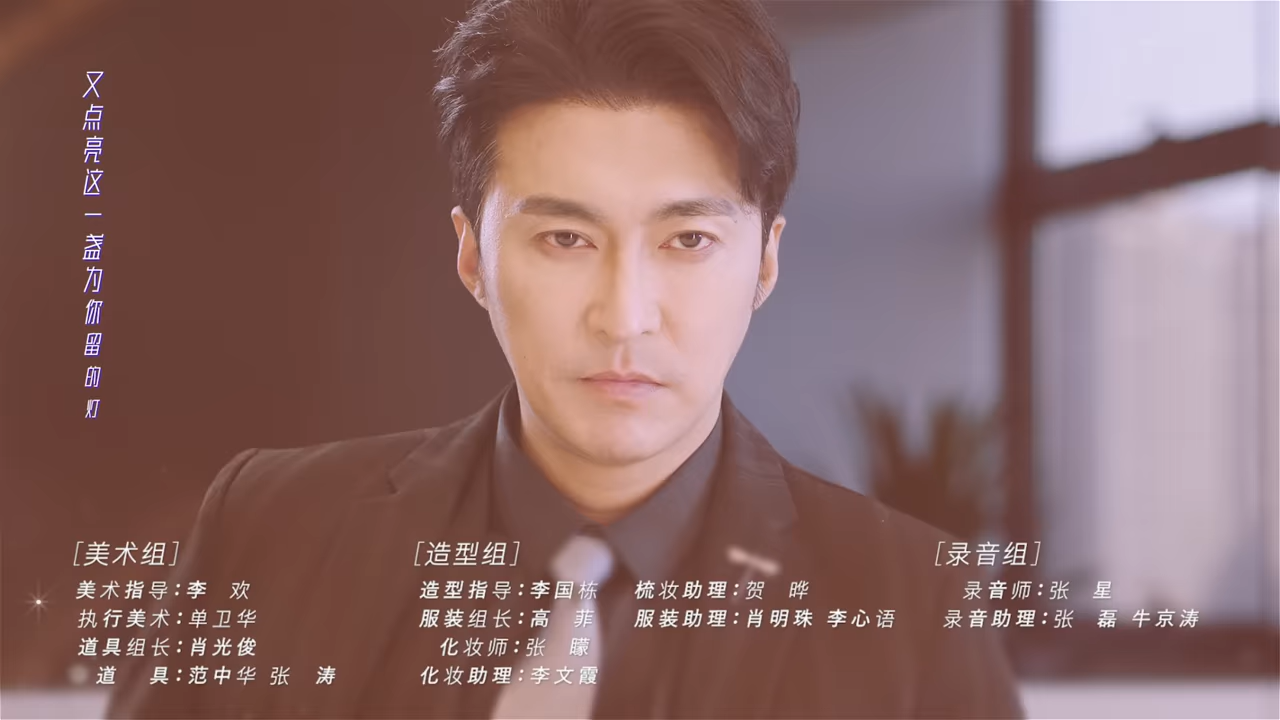 又点亮这一盏为你留的灯
[美术组]
美术指导:李 欢
执行美术:单卫华
道具组长:肖光俊
道 具:范中华 张 涛
[造型组]
造型指导:李国栋 梳妆助理:贺 晔
服装组长:高 菲 服装助理:肖明珠 李心语
化妆师:张 矇
化妆助理:李文霞
[录音组]
录音师:张 星
录音助理:张 磊 牛京涛